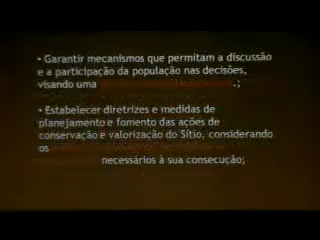 • Garantir mecanismos que permitam a discussão
e a participação da população nas decisões,
visando uma .;
• Estabelecer diretrizes e medidas de
planejamento e fomento das ações de
conservação e valorização do Sítio, considerando
os
necessários à sua consecução;